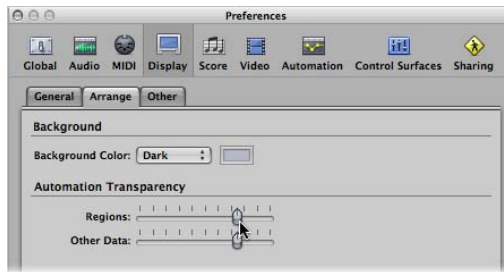 Preferences
Global Audio MIDI Display Score Video Automation Control Surfaces Sharing
General Arrange Other
Background
Background Color: Dark
Automation Transparency
Regions:
Other Data: